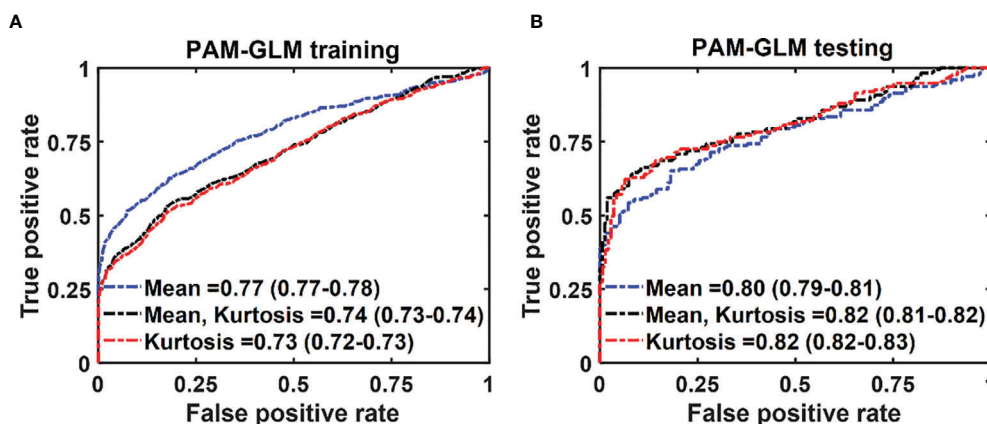 A
PAM-GLM training
1
0.75
0.5
0.25
0
True positive rate
Mean =0.77 (0.77-0.78)
Mean, Kurtosis =0.74 (0.73-0.74)
Kurtosis =0.73 (0.72-0.73)
0 0.25 0.5 0.75 1
False positive rate
B
PAM-GLM testing
1
0.75
0.5
0.25
0
True positive rate
Mean =0.80 (0.79-0.81)
Mean, Kurtosis =0.82 (0.81-0.82)
Kurtosis =0.82 (0.82-0.83)
0 0.25 0.5 0.75 1
False positive rate